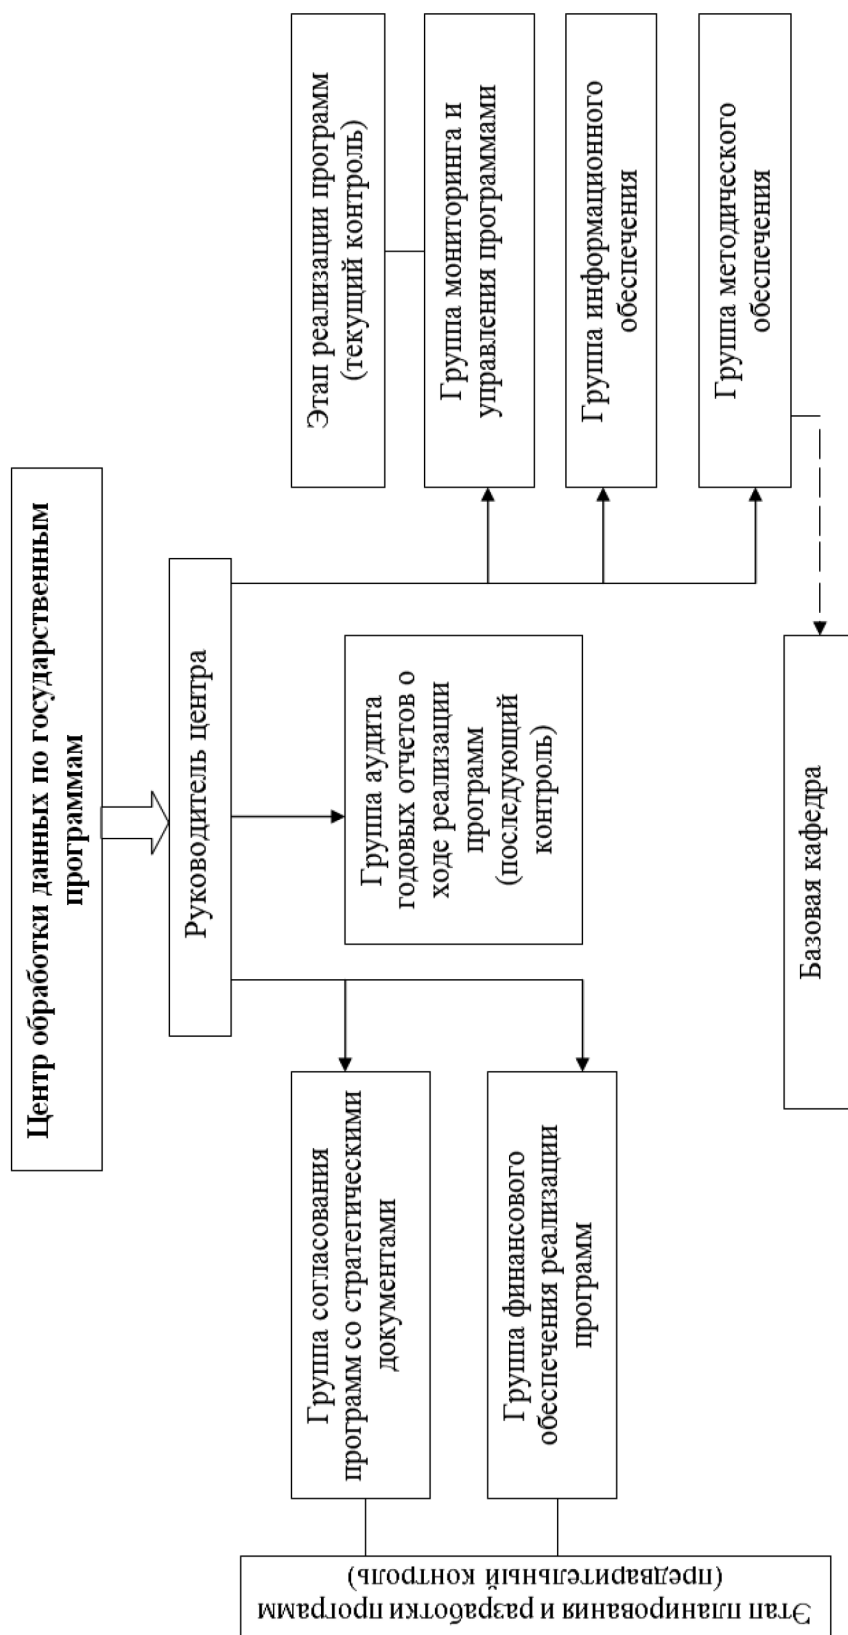 Центр обработки данных по государственным
программам
Руководитель центра
Группа согласования
программ со стратегическими
документами
Группа финансового
обеспечения реализации
программ
Этап планирования и разработки программ
(предварительный контроль)
Группа аудита
годовых отчетов о
ходе реализации
программ
(последующий
контроль)
Этап реализации программ
(текущий контроль)
Группа мониторинга и
управления программами
Группа информационного
обеспечения
Группа методического
обеспечения
Базовая кафедра